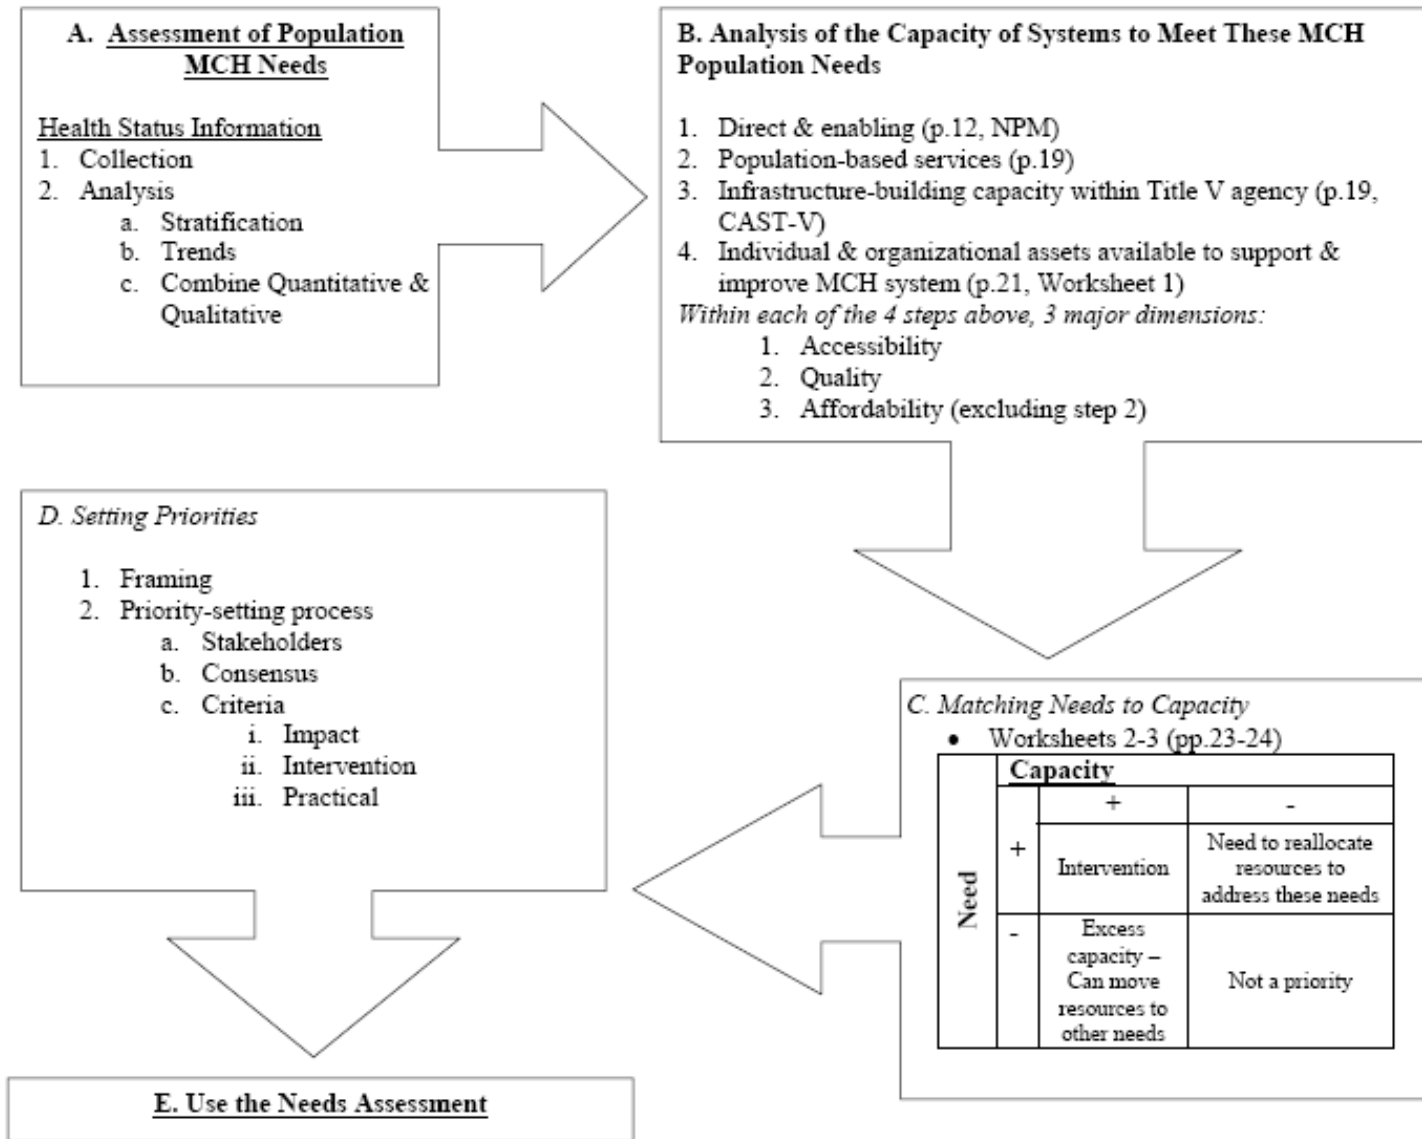 A. Assessment of Population
MCH Needs
Health Status Information
1. Collection
2. Analysis
a. Stratification
b. Trends
c. Combine Quantitative &
Qualitative
B. Analysis of the Capacity of Systems to Meet These MCH
Population Needs
1. Direct & enabling (p.12, NPM)
2. Population-based services (p.19)
3. Infrastructure-building capacity within Title V agency (p.19,
CAST-V)
4. Individual & organizational assets available to support &
improve MCH system (p.21, Worksheet 1)
Within each of the 4 steps above, 3 major dimensions:
1. Accessibility
2. Quality
3. Affordability (excluding step 2)
C. Matching Needs to Capacity
• Worksheets 2-3 (pp.23-24)
Capacity
+ -
Need
+
Intervention
Need to reallocate
resources to
address these needs
-
Excess
capacity –
Can move
resources to
other needs
Not a priority
D. Setting Priorities
1. Framing
2. Priority-setting process
a. Stakeholders
b. Consensus
c. Criteria
i. Impact
ii. Intervention
iii. Practical
E. Use the Needs Assessment